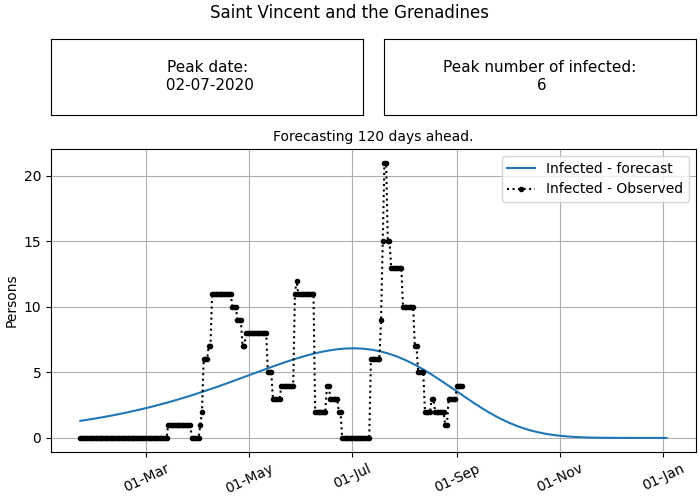 Saint Vincent and the Grenadines
Peak date:
02-07-2020
Peak number of infected:
6
Forecasting 120 days ahead.
Infected - forecast
Infected - Observed
Persons
20
15
10
5
0
01-Mar
01-May
01-Jul
01-Sep
01-Nov
01-Jan